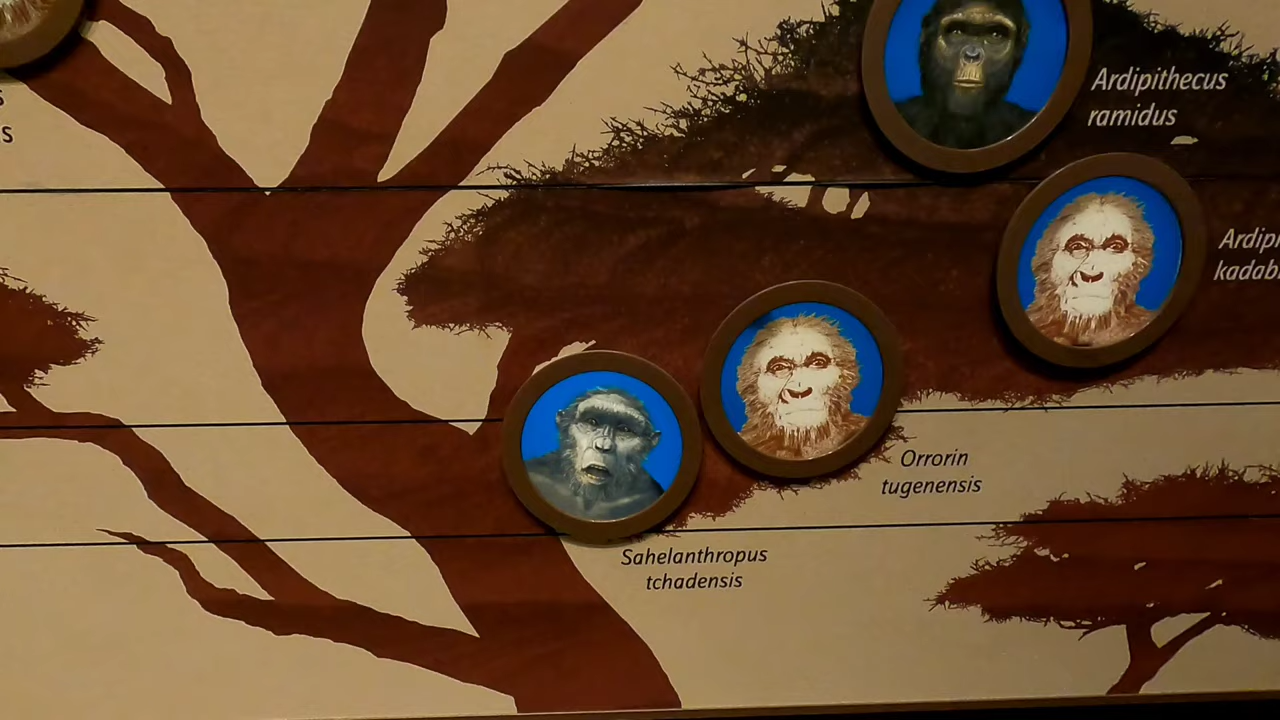 Ardipithecus
ramidus
Orrorin
tugenensis
Sahelanthropus
tchadensis